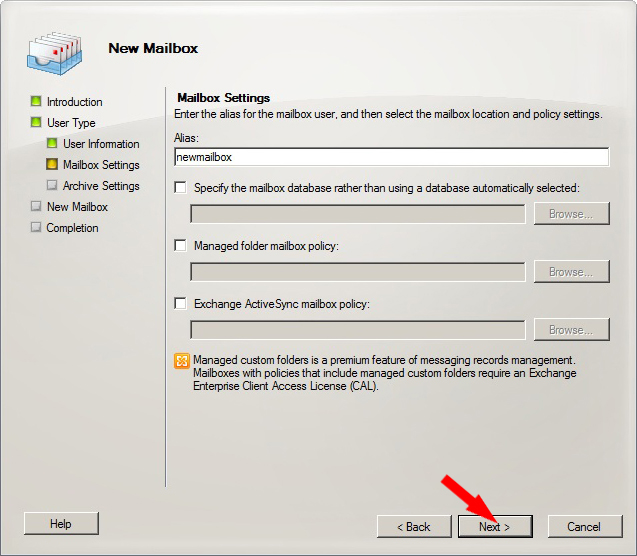 New Mailbox
Introduction
User Type
User Information
Mailbox Settings
Archive Settings
New Mailbox
Completion
Mailbox Settings
Enter the alias for the mailbox user, and then select the mailbox location and policy settings.
Alias:
newmailbox
Specify the mailbox database rather than using a database automatically selected:
Browse...
Managed folder mailbox policy:
Browse...
Exchange ActiveSync mailbox policy:
Browse...
Managed custom folders is a premium feature of messaging records management.
Mailboxes with policies that include managed custom folders require an Exchange
Enterprise Client Access License (CAL).
Help
< Back
Next >
Cancel